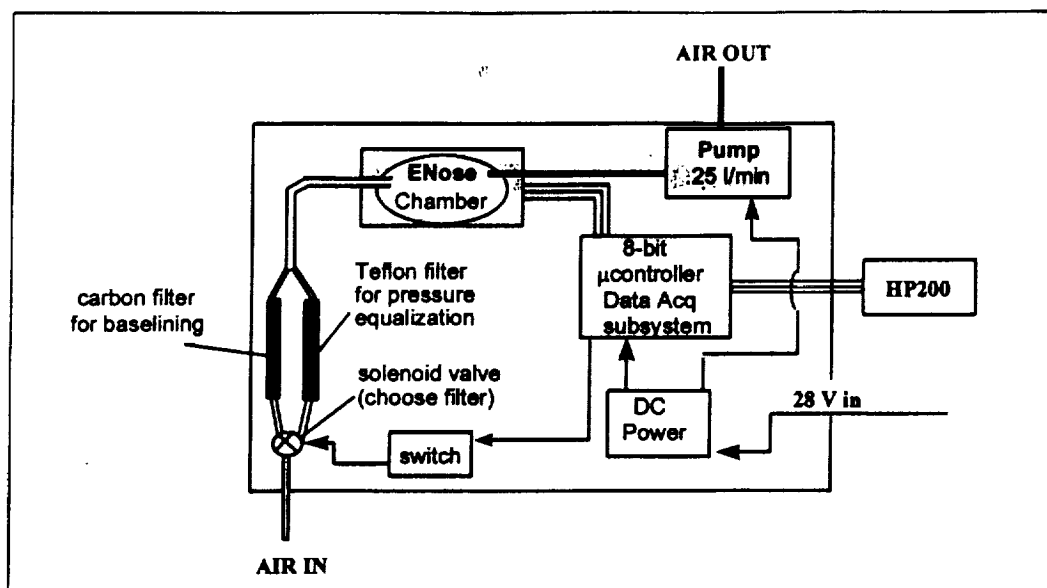 AIR OUT
Pump
.25 l/min
ENose
Chamber
8-bit
µcontroller
Data Acq
subsystem
HP200
Teflon filter
for pressure
equalization
carbon filter
for baselining
solenoid valve
(choose filter)
DC
Power
28 V in
switch
AIR IN